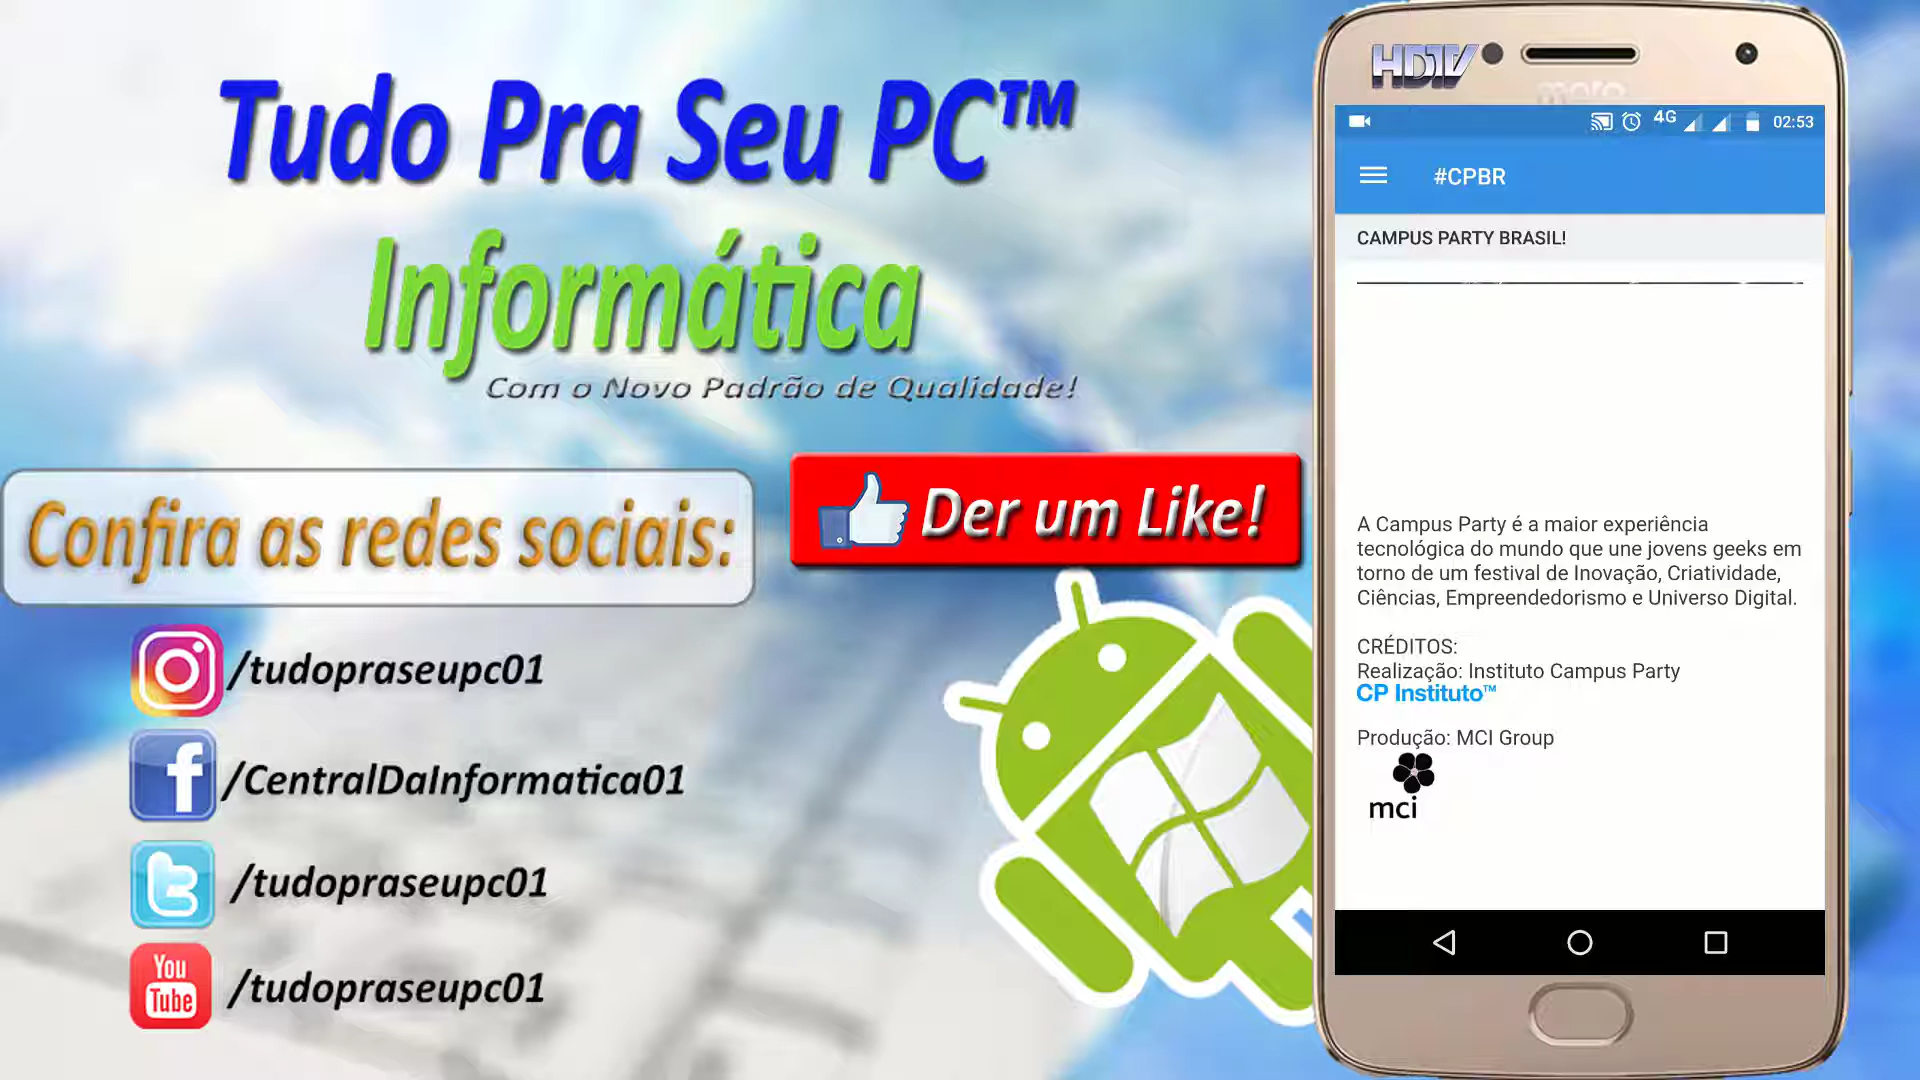 Tudo Pra Seu PC™
Informática
Com o Novo Padrão de Qualidade!
Confira as redes sociais:
Der um Like!
/tudopraseupc01
/CentralDaInformatica01
/tudopraseupc01
You
Tube
/tudopraseupc01
HDTV
moto
4G
02:53
#CPBR
CAMPUS PARTY BRASIL!
A Campus Party é a maior experiência
tecnológica do mundo que une jovens geeks em
torno de um festival de Inovação, Criatividade,
Ciências, Empreendedorismo e Universo Digital.
CRÉDITOS:
Realização: Instituto Campus Party
CP Instituto™
Produção: MCI Group
mci